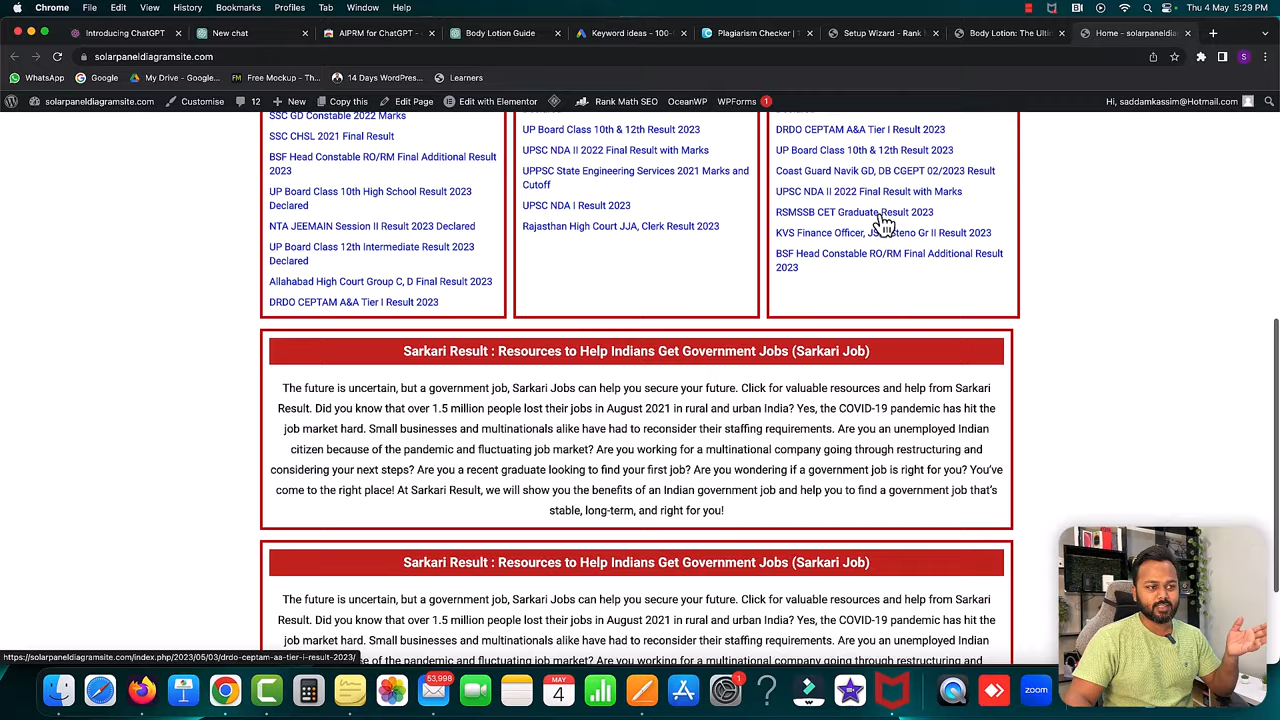 Chrome File Edit View History Bookmarks Profiles Tab Window Help Thu 4 May 5:29 PM
Introducing ChatGPT New chat AIPRM for ChatGPT - Body Lotion Guide Keyword ideas - 100- Plagiarism Checker | Setup Wizard - Rank Body Lotion: The Ultim Home - solarpaneldia
solarpaneldiagramsite.com
WhatsApp Google My Drive - Google... Free Mockup - Th... 14 Days WordPres... Learners
solarpaneldiagramsite.com Customise 12 New Copy this Edit Page Edit with Elementor Rank Math SEO OceanWP WPForms 1 Hi, saddamkassim@Hotmail.com
SSC GD Constable 2022 Marks
SSC CHSL 2021 Final Result
BSF Head Constable RO/RM Final Additional Result
2023
UP Board Class 10th High School Result 2023
Declared
NTA JEEMAIN Session II Result 2023 Declared
UP Board Class 12th Intermediate Result 2023
Declared
Allahabad High Court Group C, D Final Result 2023
DRDO CEPTAM A&A Tier I Result 2023
UP Board Class 10th & 12th Result 2023
UPSC NDA II 2022 Final Result with Marks
UPPSC State Engineering Services 2021 Marks and
Cutoff
UPSC NDA I Result 2023
Rajasthan High Court JJA, Clerk Result 2023
DRDO CEPTAM A&A Tier I Result 2023
UP Board Class 10th & 12th Result 2023
Coast Guard Navik GD, DB CGEPT 02/2023 Result
UPSC NDA II 2022 Final Result with Marks
RSMSSB CET Graduate Result 2023
KVS Finance Officer, Steno Gr II Result 2023
BSF Head Constable RO/RM Final Additional Result
2023
Sarkari Result : Resources to Help Indians Get Government Jobs (Sarkari Job)
The future is uncertain, but a government job, Sarkari Jobs can help you secure your future. Click for valuable resources and help from Sarkari
Result. Did you know that over 1.5 million people lost their jobs in August 2021 in rural and urban India? Yes, the COVID-19 pandemic has hit the
job market hard. Small businesses and multinationals alike have had to reconsider their staffing requirements. Are you an unemployed Indian
citizen because of the pandemic and fluctuating job market? Are you working for a multinational company going through restructuring and
considering your next steps? Are you a recent graduate looking to find your first job? Are you wondering if a government job is right for you? You've
come to the right place! At Sarkari Result, we will show you the benefits of an Indian government job and help you to find a government job that's
stable, long-term, and right for you!
Sarkari Result : Resources to Help Indians Get Government Jobs (Sarkari Job)
The future is uncertain, but a government job, Sarkari Jobs can help you secure your future. Click for valuable resources and help from Sarkari
Result. Did you know that over 1.5 million people lost their jobs in August 2021 in rural and urban India? Yes, the COVID-19 pandemic has hit the
job market hard. Small businesses and multinationals alike have had to reconsider their staffing requirements. Are you an unemployed Indian
https://solarpaneldiagramsite.com/index.php/2023/05/03/drdo-ceptam-aa-tier-i-result-2023/ se of the pandemic and fluctuating job market? Are you working for a multinational company going through restructuring and
53,998 MAY 4 1 zoom